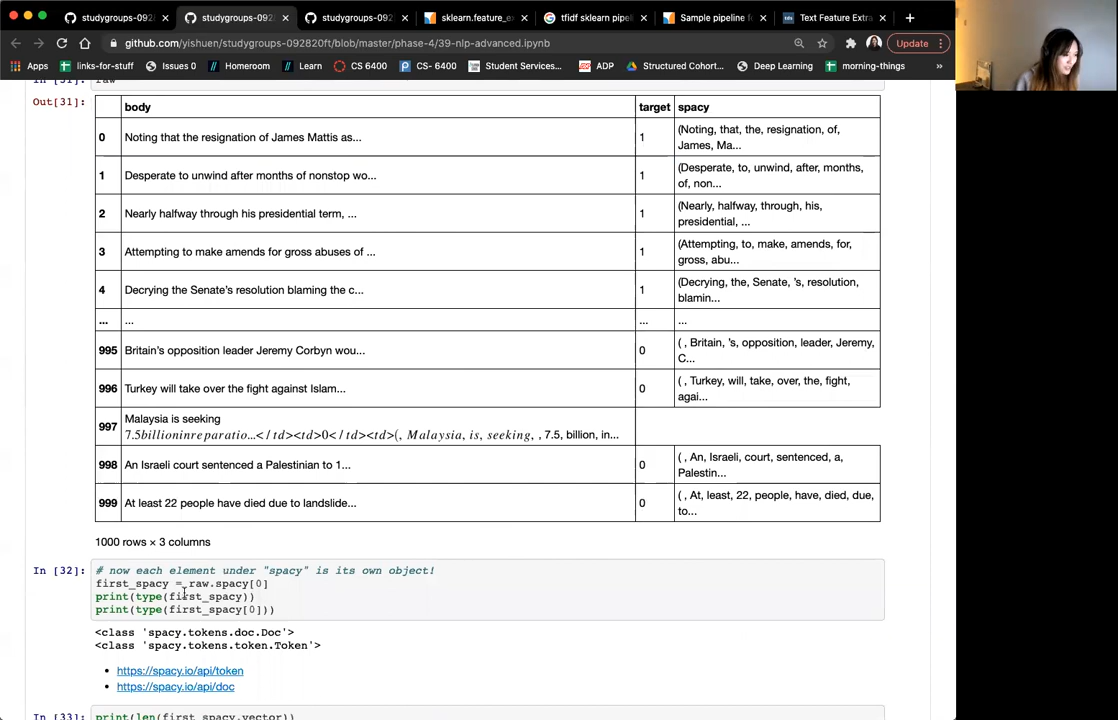 studygroups-092
studygroups-092
studygroups-092
sklearn.feature_ex
tfidf sklearn pipel
Sample pipeline fo
Text Feature Extra
github.com/yishuen/studygroups-092820ft/blob/master/phase-4/39-nlp-advanced.ipynb
Update
Apps
links-for-stuff
Issues 0
Homeroom
Learn
CS 6400
CS- 6400
Student Services...
ADP
Structured Cohort...
Deep Learning
morning-things
»
In [31]: raw
Out[31]:
body target spacy
0 Noting that the resignation of James Mattis as... 1 (Noting, that, the, resignation, of,
James, Ma...
1 Desperate to unwind after months of nonstop wo... 1 (Desperate, to, unwind, after, months,
of, non...
2 Nearly halfway through his presidential term, ... 1 (Nearly, halfway, through, his,
presidential, ...
3 Attempting to make amends for gross abuses of ... 1 (Attempting, to, make, amends, for,
gross, abu...
4 Decrying the Senate’s resolution blaming the c... 1 (Decrying, the, Senate, ’s, resolution,
blamin...
... ... ... ...
995 Britain’s opposition leader Jeremy Corbyn wou... 0 ( , Britain, ’s, opposition, leader, Jeremy,
C...
996 Turkey will take over the fight against Islam... 0 ( , Turkey, will, take, over, the, fight,
agai...
997 Malaysia is seeking
7.5billioninreparatio...</td><td>0</td><td>(, Malaysia, is, seeking, , 7.5, billion, in...
998 An Israeli court sentenced a Palestinian to 1... 0 ( , An, Israeli, court, sentenced, a,
Palestin...
999 At least 22 people have died due to landslide... 0 ( , At, least, 22, people, have, died, due,
to...
1000 rows × 3 columns
In [32]: # now each element under "spacy" is its own object!
first_spacy = raw.spacy[0]
print(type(first_spacy))
print(type(first_spacy[0]))
<class 'spacy.tokens.doc.Doc'>
<class 'spacy.tokens.token.Token'>
• https://spacy.io/api/token
• https://spacy.io/api/doc
In [33]: print(len(first_spacy.vector))